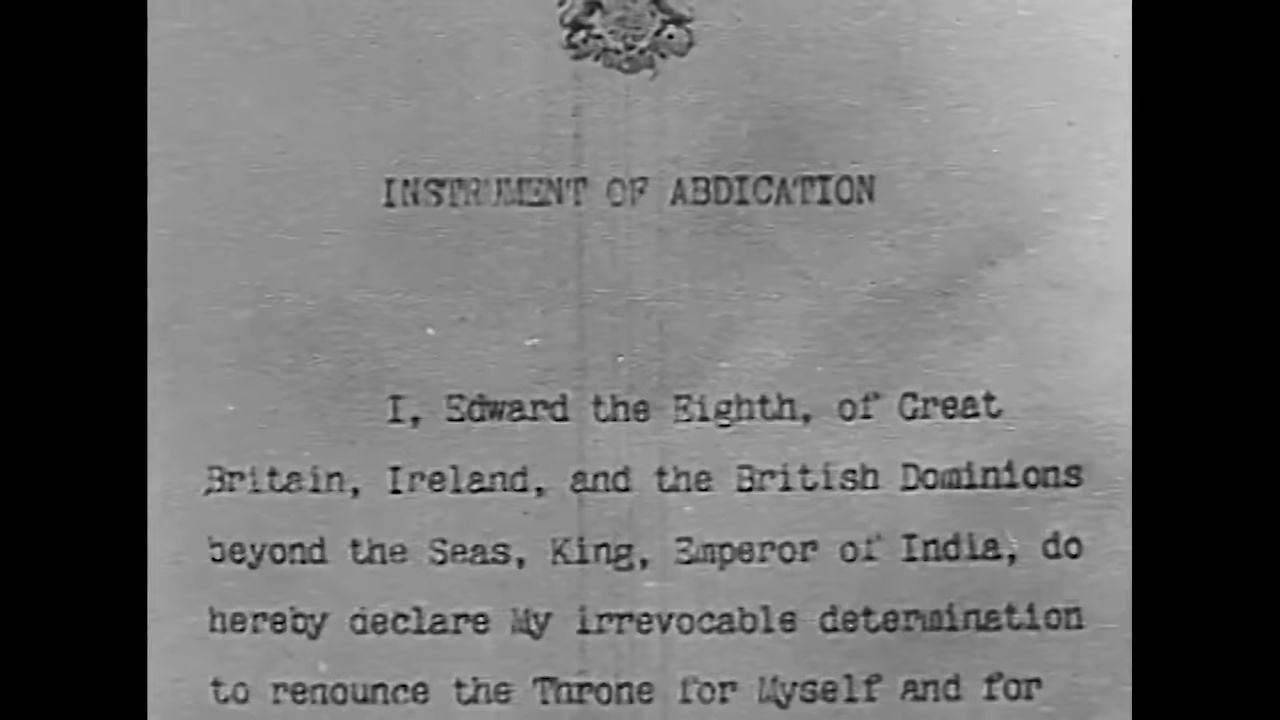 INSTRUMENT OF ABDICATION
I, Edward the Eighth, of Great
Britain, Ireland, and the British Dominions
beyond the Seas, King, Emperor of India, do
hereby declare My irrevocable determination
to renounce the Throne for Myself and for